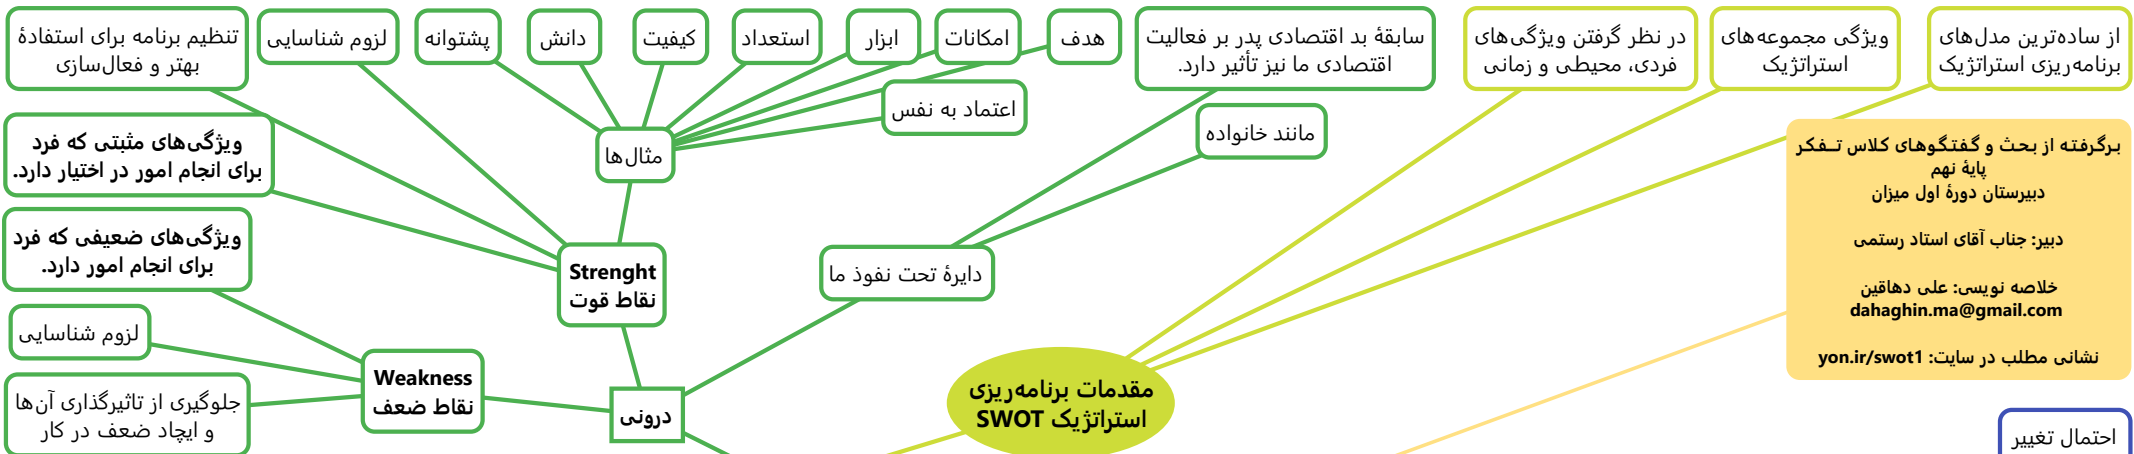 از ساده‌ترین مدل‌های
برنامه‌ریزی استراتژیک
ویژگی مجموعه‌های
استراتژیک
در نظر گرفتن ویژگی‌های
فردی، محیطی و زمانی
سابقهٔ بد اقتصادی پدر بر فعالیت
اقتصادی ما نیز تأثیر دارد.
هدف
امکانات
ابزار
استعداد
کیفیت
دانش
پشتوانه
لزوم شناسایی
تنظیم برنامه برای استفادهٔ
بهتر و فعال‌سازی
اعتماد به نفس
مانند خانواده
مثال‌ها
ویژگی‌های مثبتی که فرد
برای انجام امور در اختیار دارد.
برگرفته از بحث و گفتگوهای کلاس تــفکر
پایهٔ نهم
دبیرستان دورهٔ اول میزان
دبیر: جناب آقای استاد رستمی
خلاصه نویسی: علی دهاقین
dahaghin.ma@gmail.com
نشانی مطلب در سایت: yon.ir/swot1
ویژگی‌های ضعیفی که فرد
برای انجام امور دارد.
دایرهٔ تحت نفوذ ما
Strenght
نقاط قوت
لزوم شناسایی
Weakness
نقاط ضعف
جلوگیری از تاثیرگذاری آن‌ها
و ایچاد ضعف در کار
درونی
مقدمات برنامه‌ریزی
استراتژیک SWOT
احتمال تغییر